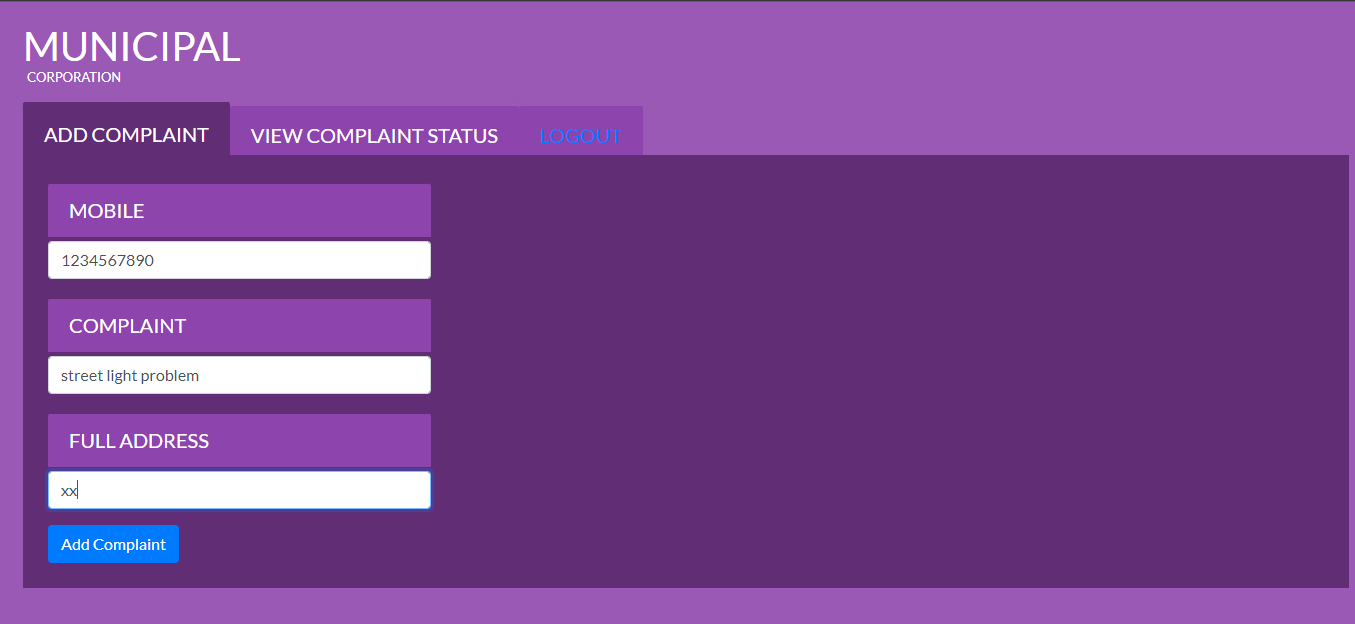 MUNICIPAL
CORPORATION
ADD COMPLAINT VIEW COMPLAINT STATUS LOGOUT
MOBILE
1234567890
COMPLAINT
street light problem
FULL ADDRESS
xx
Add Complaint